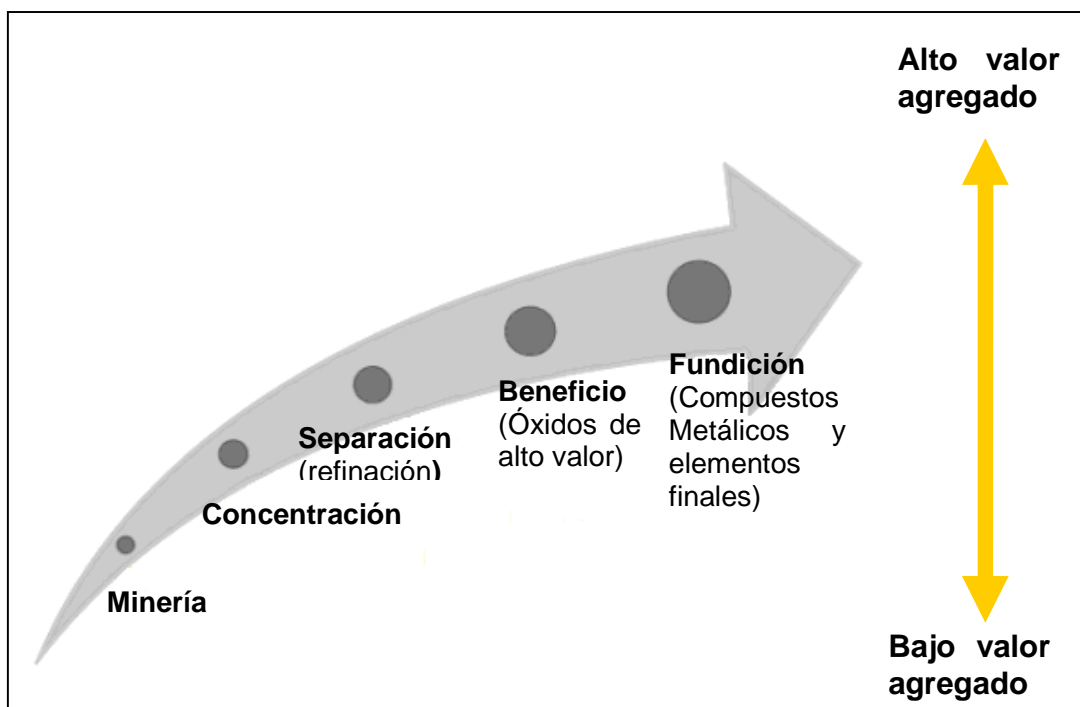 Alto valor
agregado
Fundición
(Compuestos
Metálicos y
elementos
finales)
Beneficio
(Óxidos de
alto valor)
Separación
(refinación)
Concentración
Minería
Bajo valor
agregado